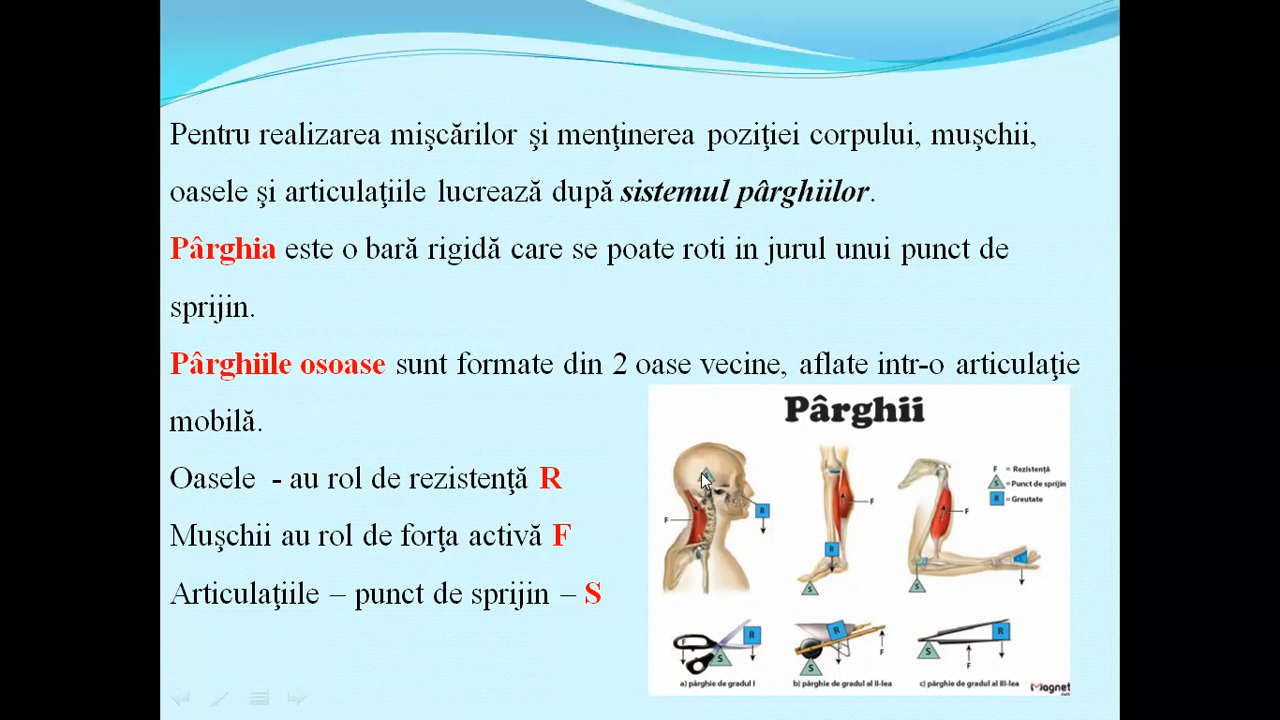 Pentru realizarea mişcărilor şi menţinerea poziţiei corpului, muşchii,
oasele şi articulaţiile lucrează după sistemul pârghiilor.
Pârghia este o bară rigidă care se poate roti in jurul unui punct de
sprijin.
Pârghiile osoase sunt formate din 2 oase vecine, aflate intr-o articulaţie
mobilă.
Oasele - au rol de rezistenţă R
Muşchii au rol de forţa activă F
Articulaţiile – punct de sprijin – S
Pârghii
F = Rezistenţă
S = Punct de sprijin
R = Greutate
F
R
F
R
S
F
S
F
R
S
R
S
F
R
S
F
a) pârghie de gradul I
b) pârghie de gradul al II-lea
c) pârghie de gradul al III-lea
Magnet